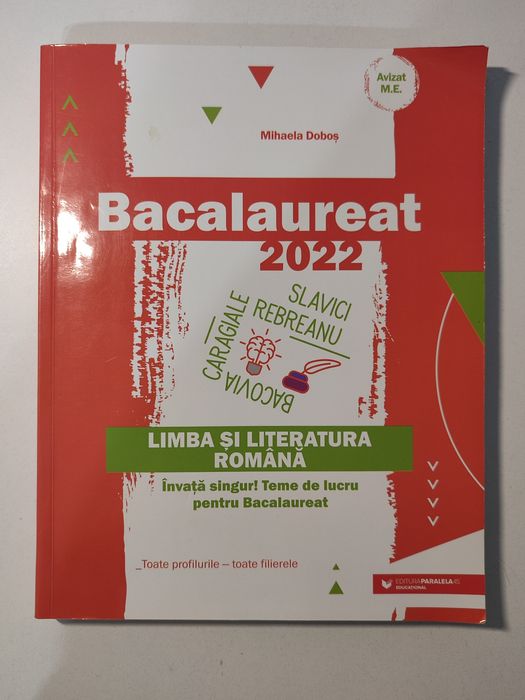 Avizat
M.E.
Mihaela Doboș
Bacalaureat
2022
SLAVICI
REBREANU
CARAGIALE
BACOVIA
LIMBA ȘI LITERATURA
ROMÂNĂ
Învață singur! Teme de lucru
pentru Bacalaureat
_Toate profilurile – toate filierele
EDITURA PARALELA 45
EDUCAȚIONAL